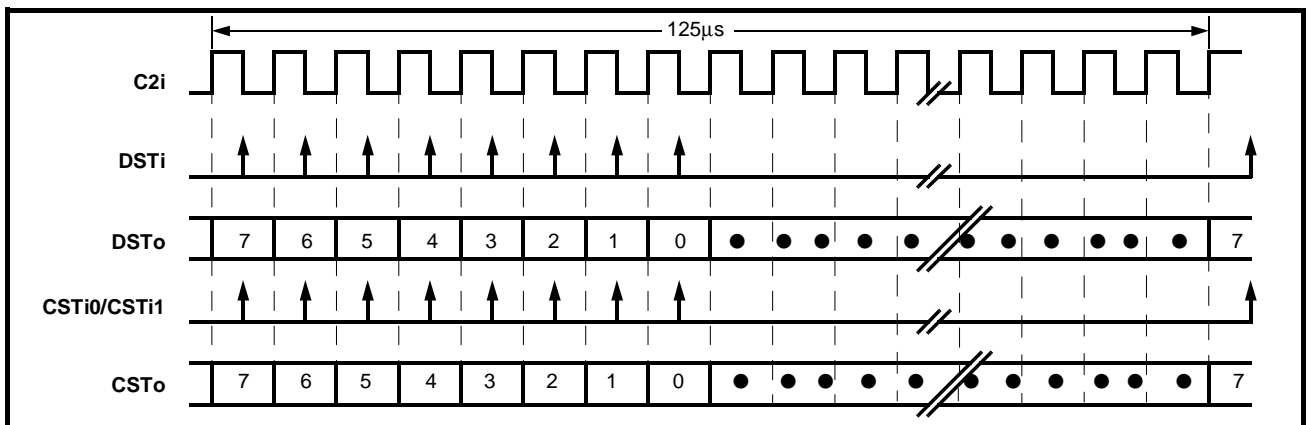 125µs
C2i
DSTi
DSTo 7 6 5 4 3 2 1 0 ● ● ● ● ● ● ● ● ● ● ● 7
CSTi0/CSTi1
CSTo 7 6 5 4 3 2 1 0 ● ● ● ● ● ● ● ● ● ● ● 7